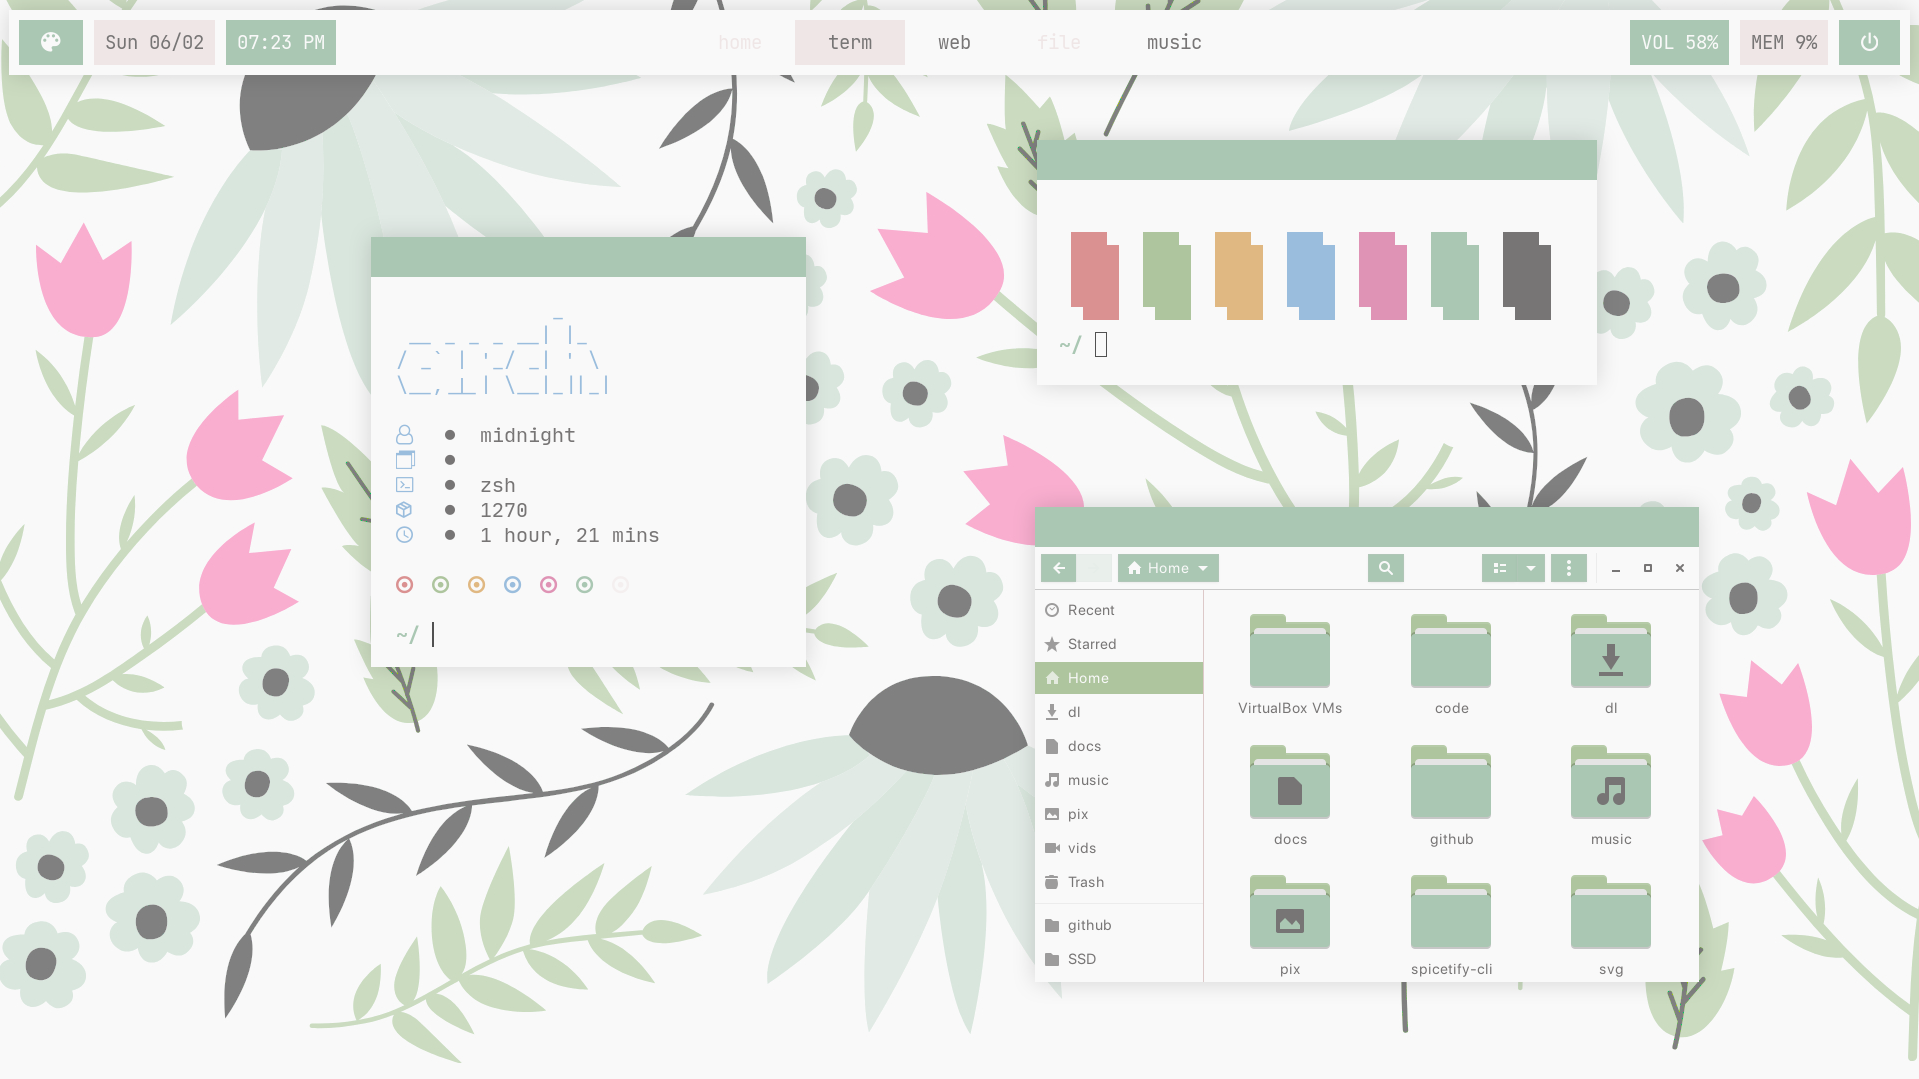 Sun 06/02
07:23 PM
home
term
web
file
music
VOL 58%
MEM 9%
arch
midnight
zsh
1270
1 hour, 21 mins
~/
~/
Home
Recent
Starred
Home
dl
docs
music
pix
vids
Trash
github
SSD
VirtualBox VMs
code
dl
docs
github
music
pix
spicetify-cli
svg